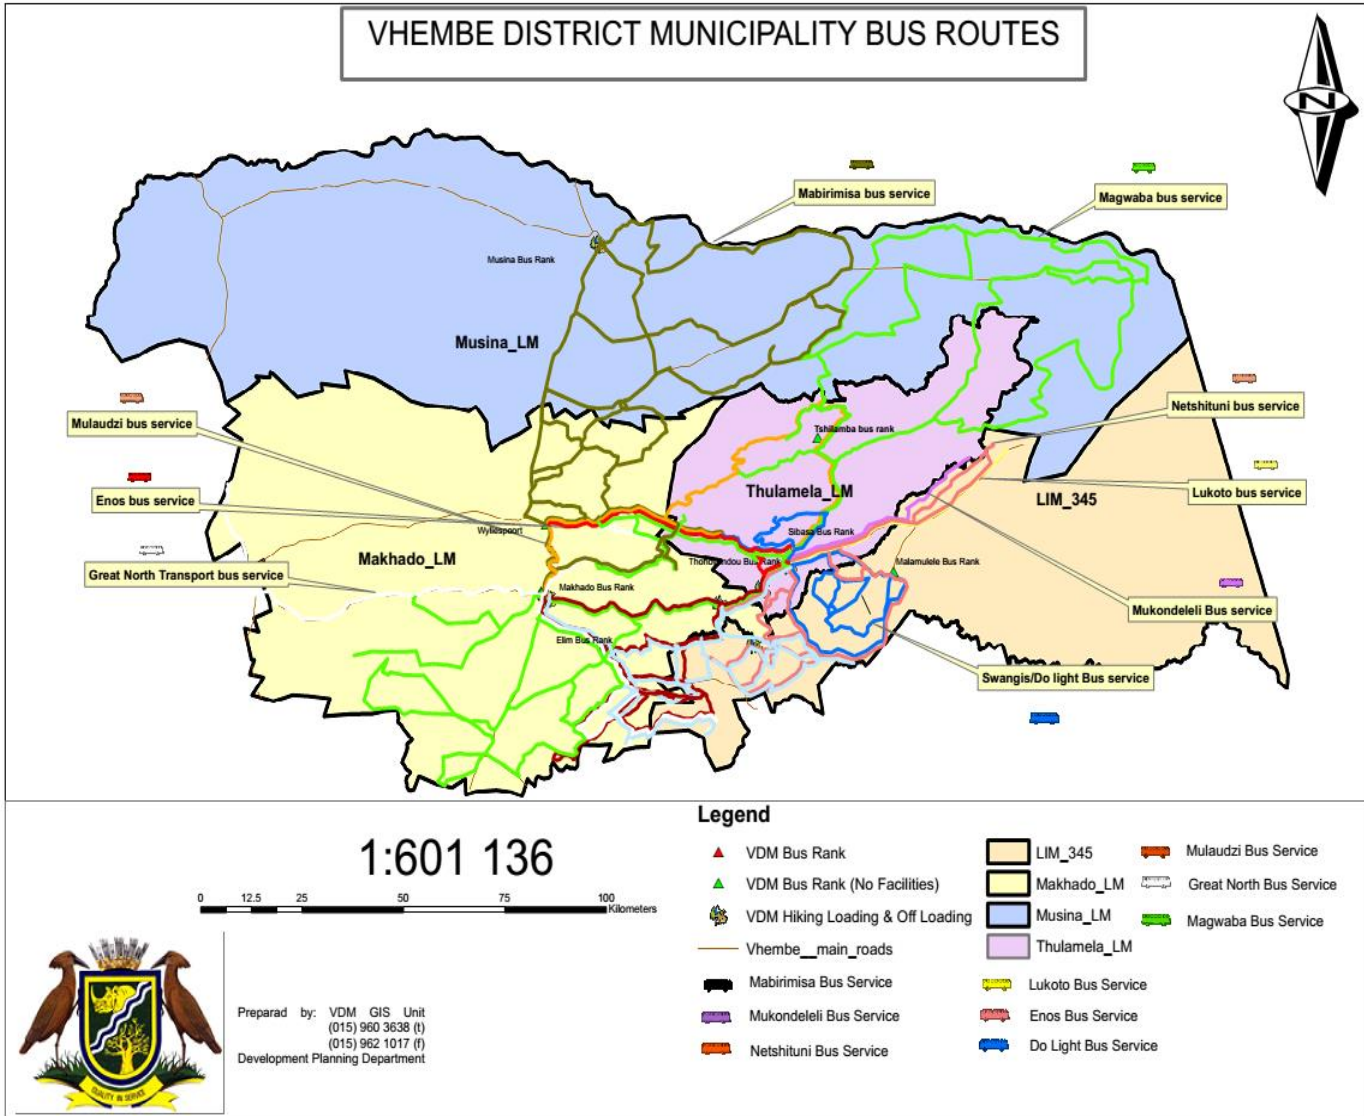 VHEMBE DISTRICT MUNICIPALITY BUS ROUTES
N
Mabirimisa bus service
Magwaba bus service
Musina Bus Rank
Musina_LM
Mulaudzi bus service
Netshituni bus service
Tshilamba bus rank
Enos bus service
Thulamela_LM
LIM_345
Lukoto bus service
Wyliespoort
Sibasa Bus Rank
Makhado_LM
Great North Transport bus service
Makhado Bus Rank
Malamulele Bus Rank
Mukondeleli Bus service
Elim Bus Rank
Swangis/Do light Bus service
1:601 136
0 12.5 25 50 75 100
Kilometers
Preparad by: VDM GIS Unit
(015) 960 3638 (t)
(015) 962 1017 (f)
Development Planning Department
QUALITY IN SERVICE
Legend
VDM Bus Rank
VDM Bus Rank (No Facilities)
VDM Hiking Loading & Off Loading
Vhembe__main_roads
Mabirimisa Bus Service
Mukondeleli Bus Service
Netshituni Bus Service
LIM_345
Makhado_LM
Musina_LM
Thulamela_LM
Lukoto Bus Service
Enos Bus Service
Do Light Bus Service
Mulaudzi Bus Service
Great North Bus Service
Magwaba Bus Service